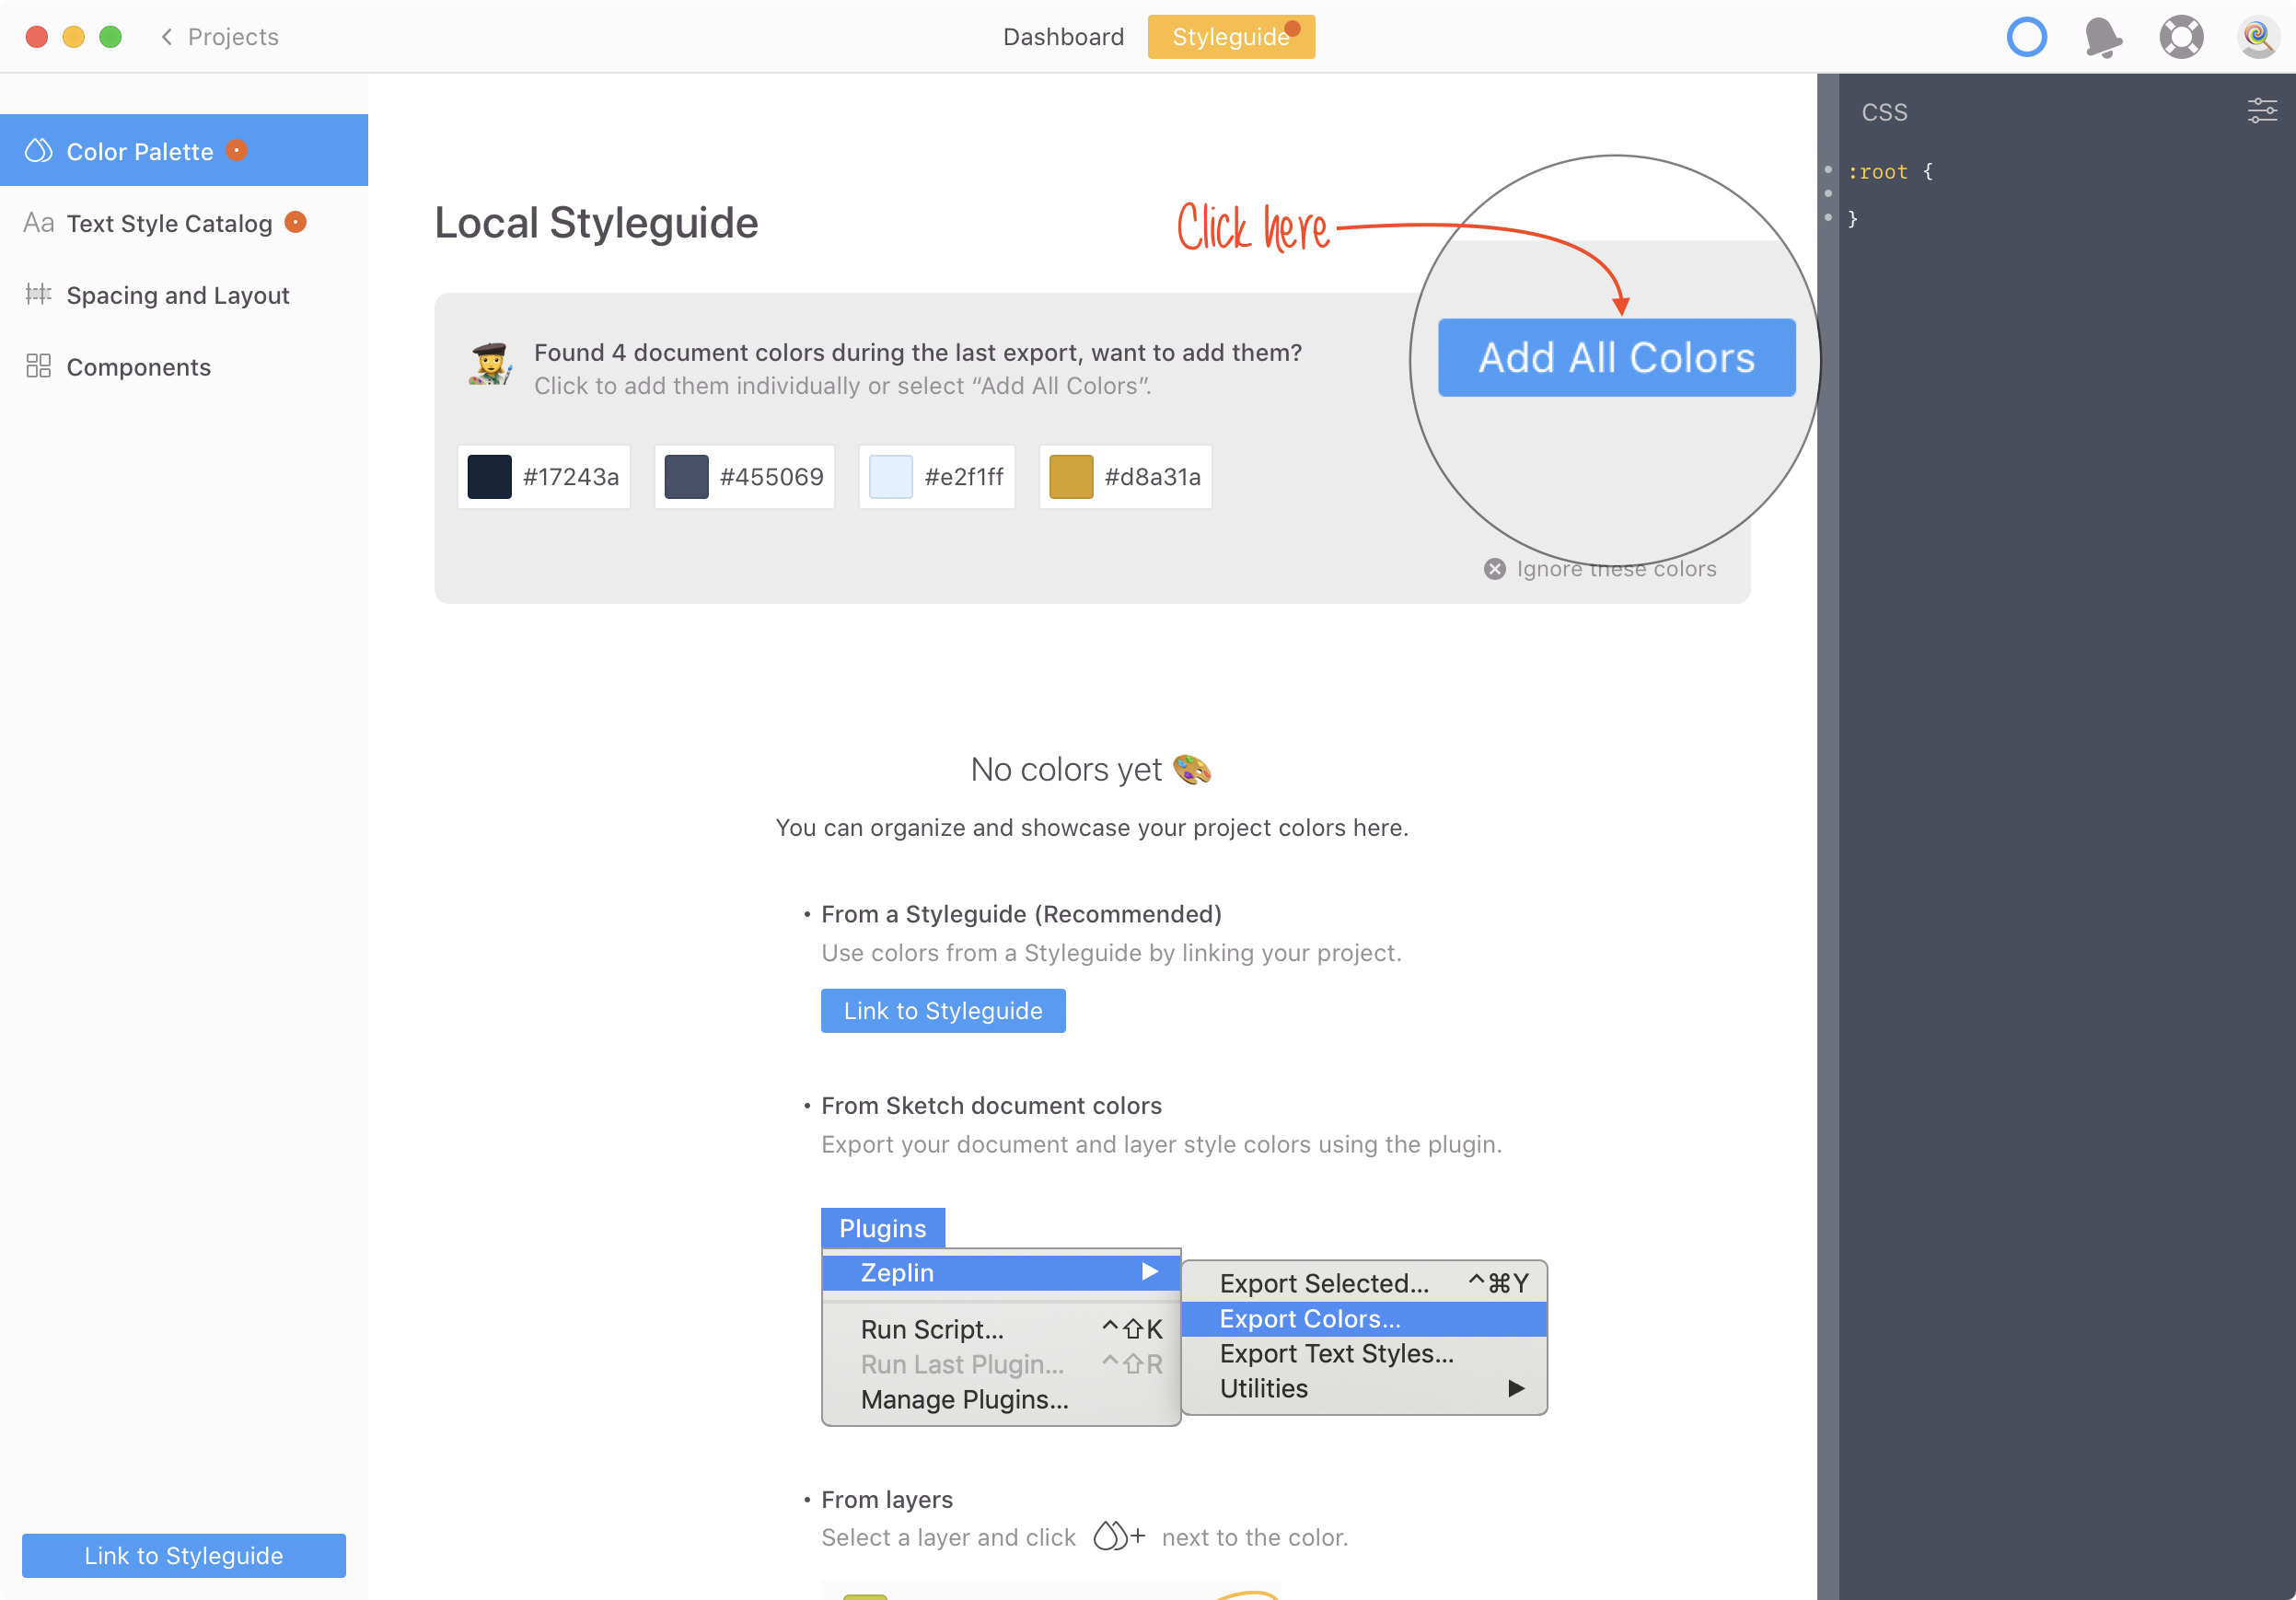 Projects
Dashboard
Styleguide
Color Palette
Aa Text Style Catalog
Spacing and Layout
Components
Link to Styleguide
Local Styleguide
Click here
Found 4 document colors during the last export, want to add them?
Click to add them individually or select “Add All Colors”.
Add All Colors
#17243a
#455069
#e2f1ff
#d8a31a
Ignore these colors
No colors yet 🎨
You can organize and showcase your project colors here.
• From a Styleguide (Recommended)
Use colors from a Styleguide by linking your project.
Link to Styleguide
• From Sketch document colors
Export your document and layer style colors using the plugin.
Plugins
Zeplin ▶
Run Script... ^⇧K
Run Last Plugin... ^⇧R
Manage Plugins...
Export Selected... ^⌘Y
Export Colors...
Export Text Styles...
Utilities ▶
• From layers
Select a layer and click + next to the color.
CSS
:root {
}